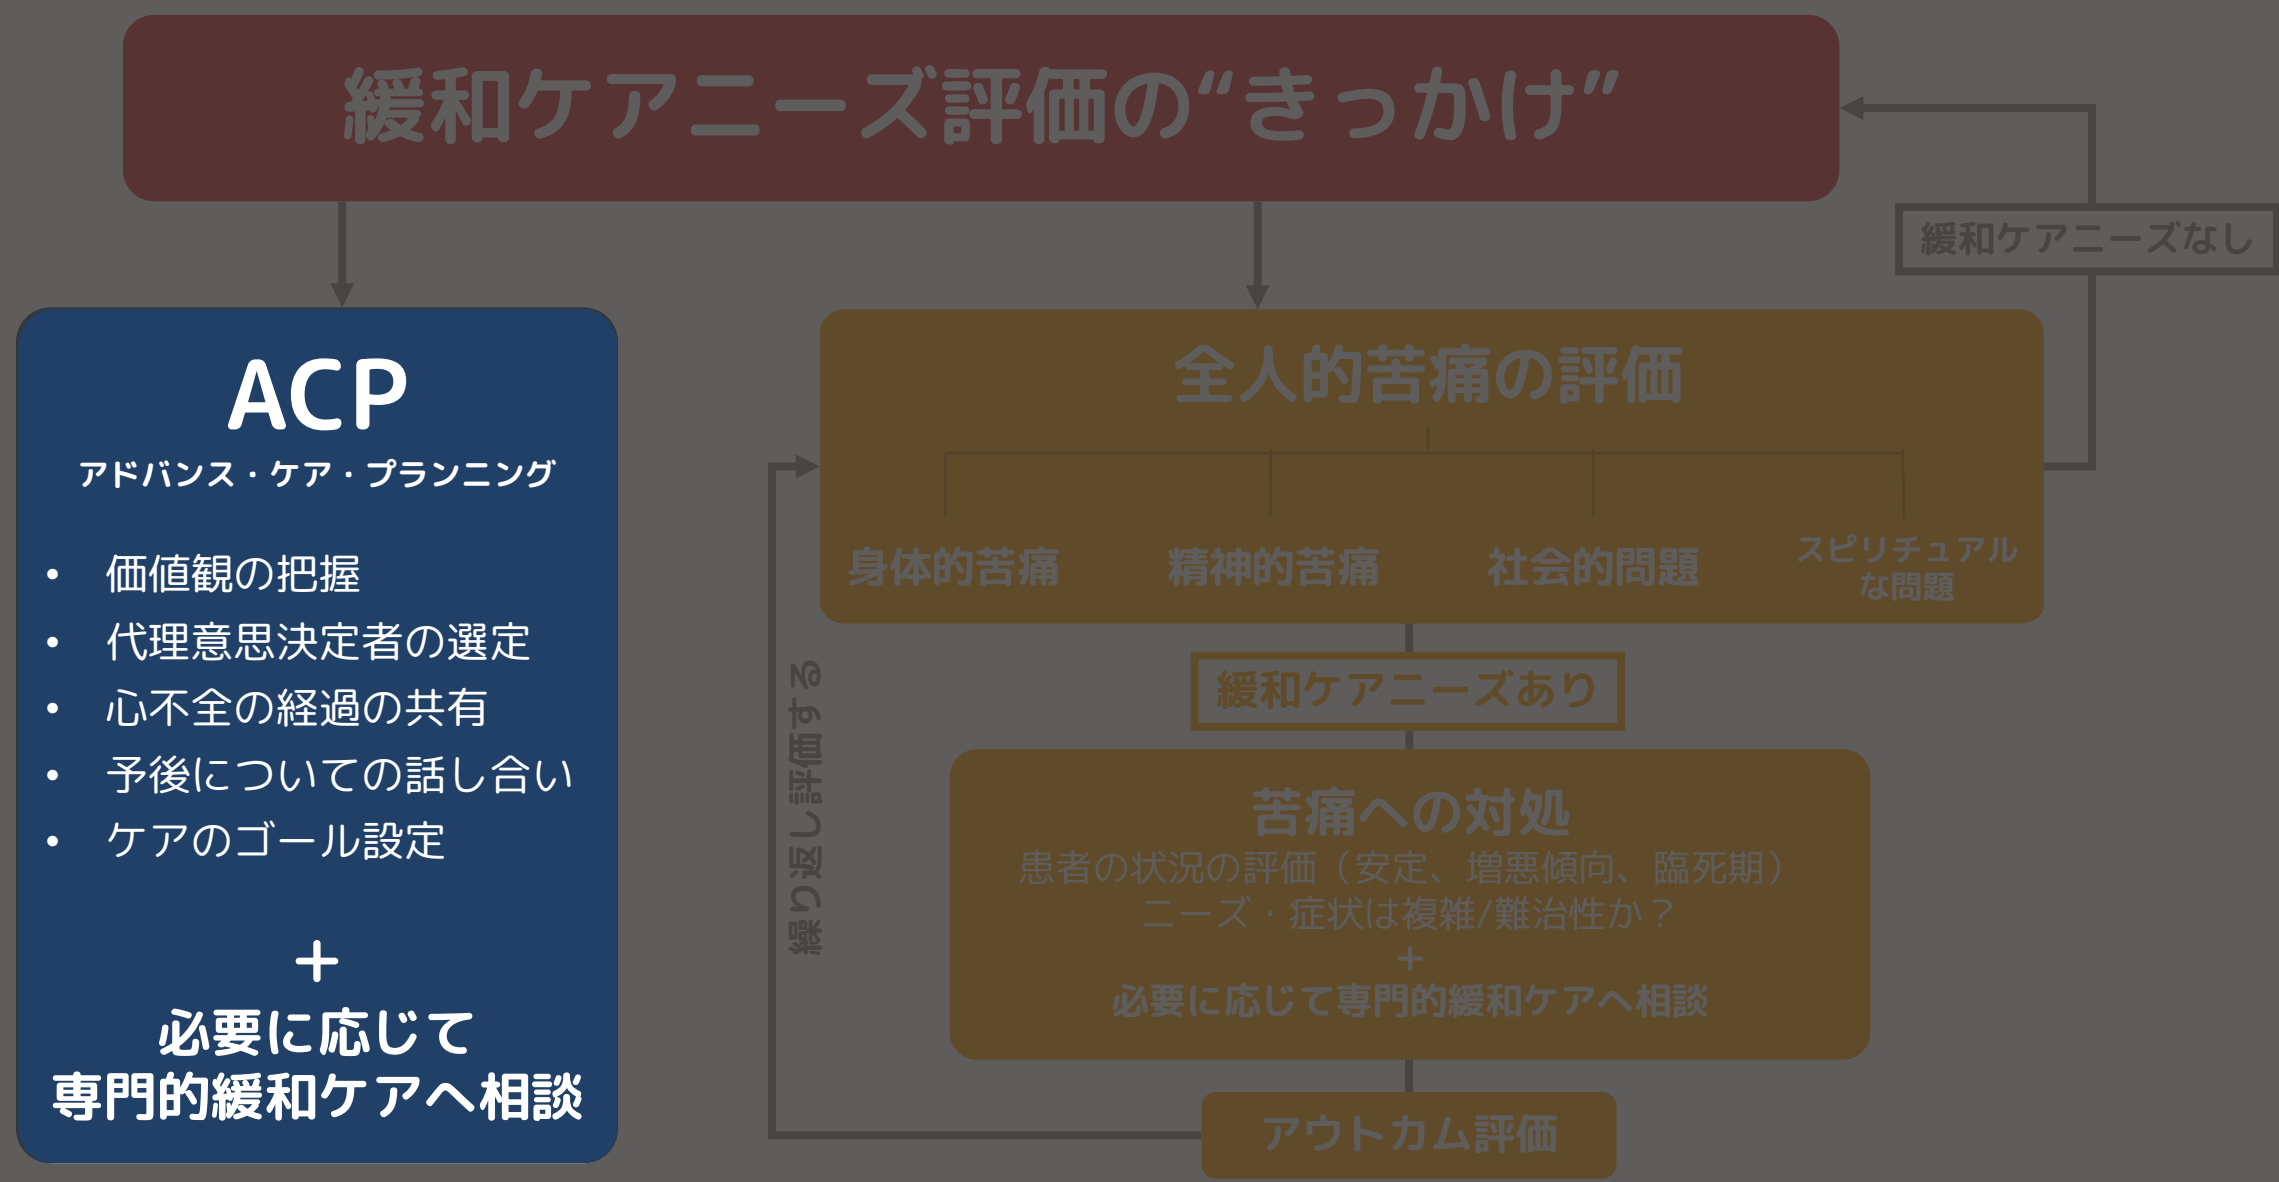 緩和ケアニーズ評価の“きっかけ”
緩和ケアニーズなし
ACP
アドバンス・ケア・プランニング
• 価値観の把握
• 代理意思決定者の選定
• 心不全の経過の共有
• 予後についての話し合い
• ケアのゴール設定
+
必要に応じて
専門的緩和ケアへ相談
全人的苦痛の評価
身体的苦痛
精神的苦痛
社会的問題
スピリチュアル
な問題
緩和ケアニーズあり
繰り返し評価する
苦痛への対処
患者の状況の評価（安定、増悪傾向、臨死期）
ニーズ・症状は複雑/難治性か？
+
必要に応じて専門的緩和ケアへ相談
アウトカム評価